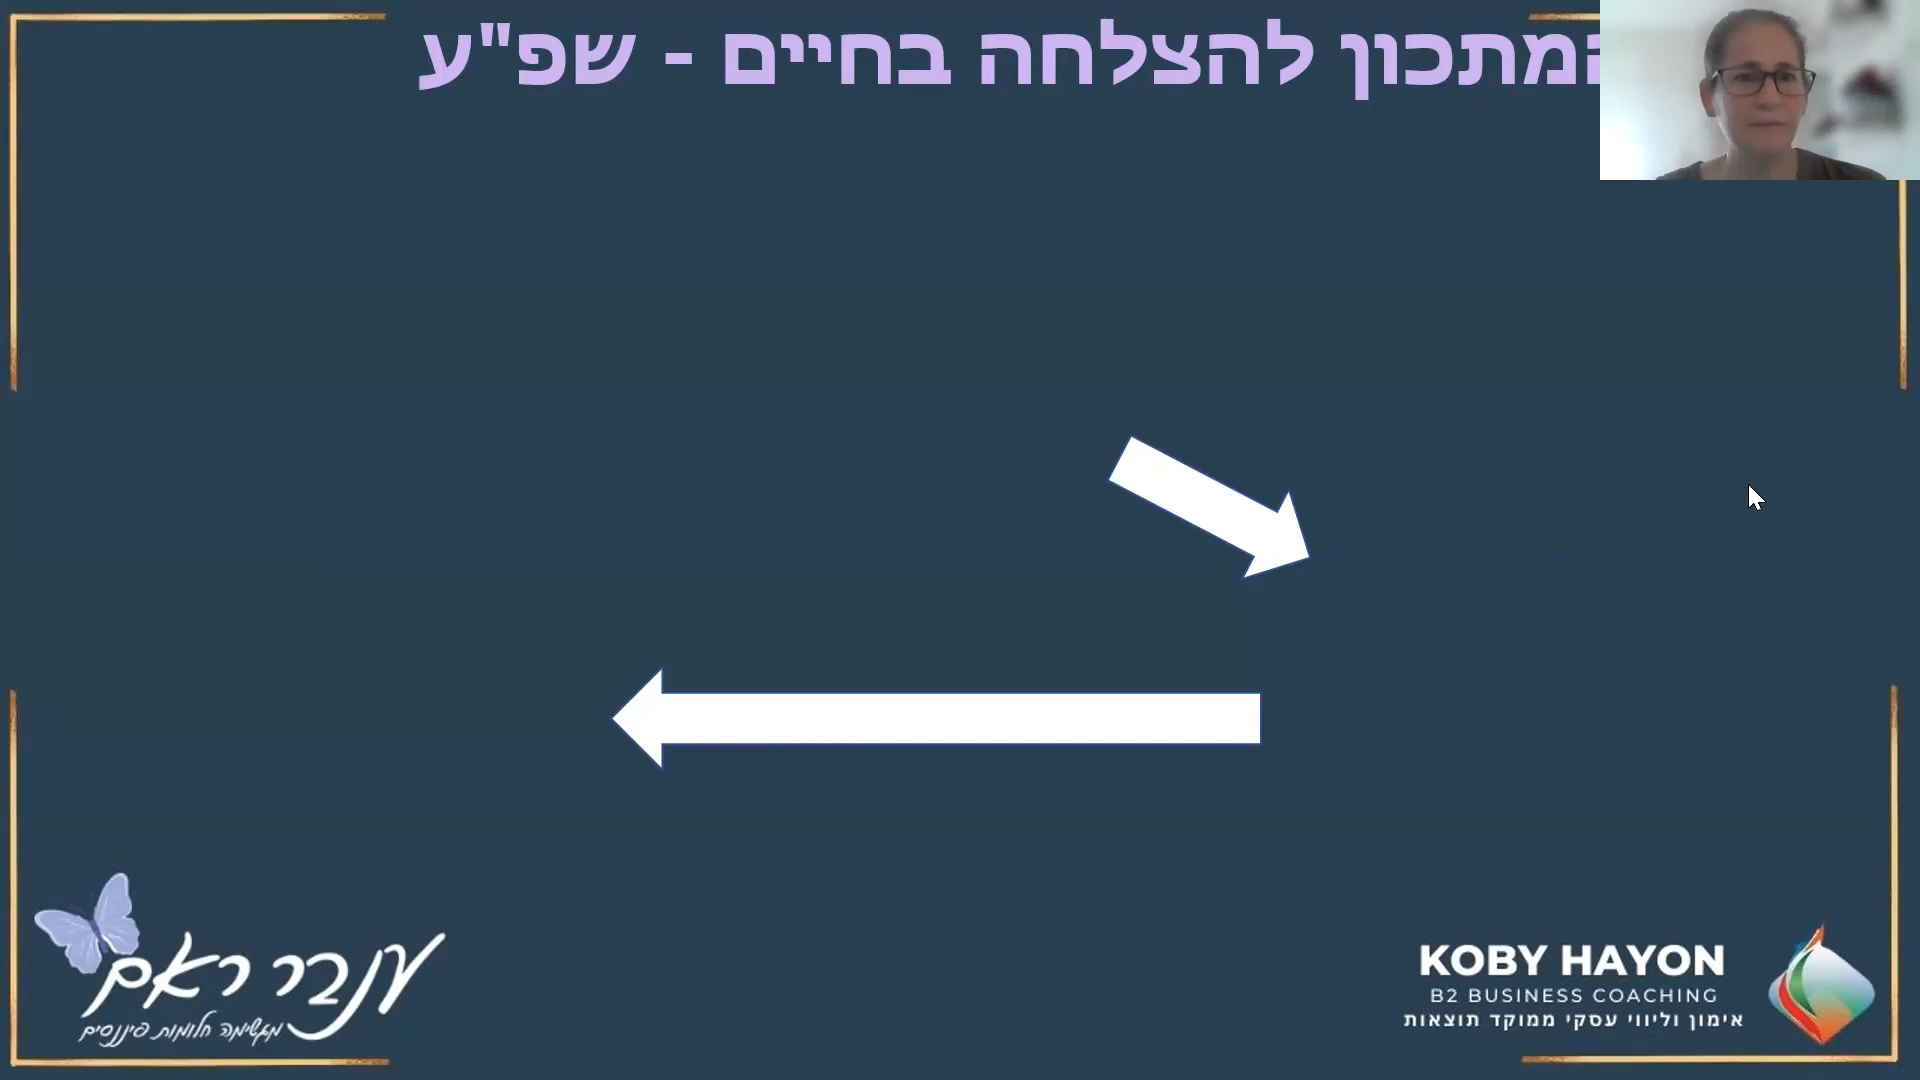 המתכון להצלחה בחיים - שפ"ע
ענבר ראם
מגשימה חלומות פיננסים
KOBY HAYON
B2 BUSINESS COACHING
אימון וליווי עסקי ממוקד תוצאות